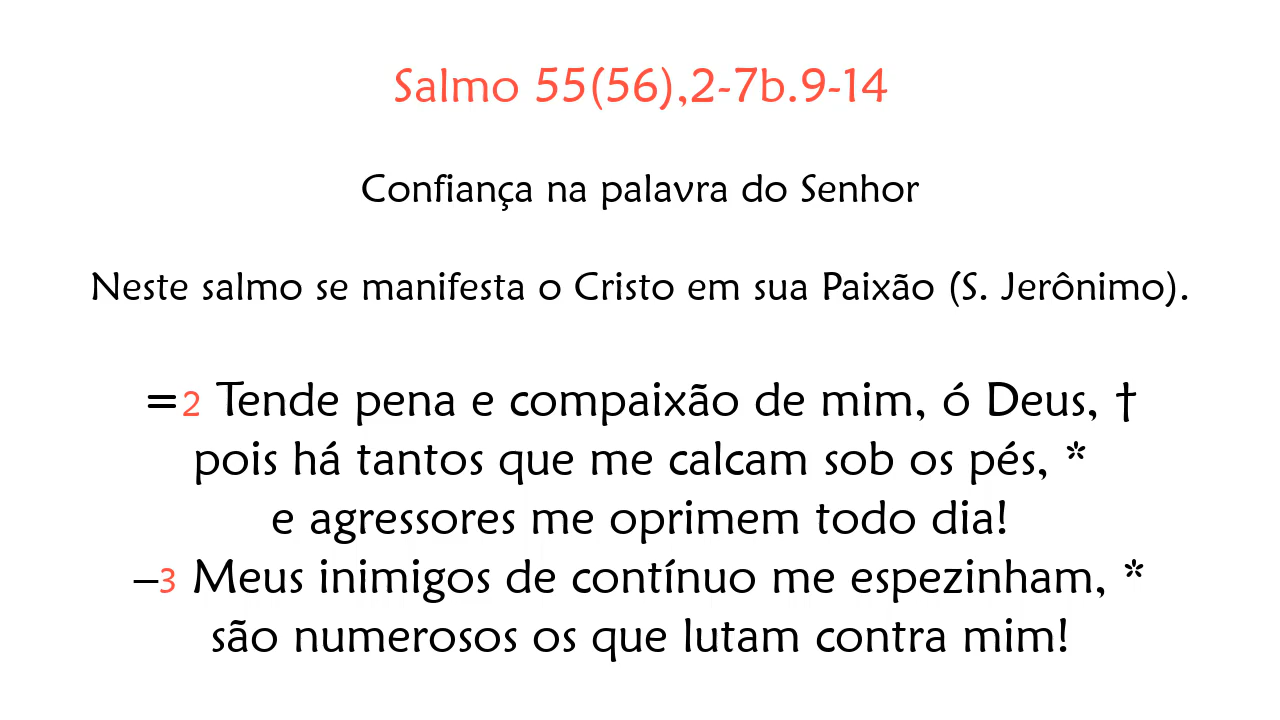 Salmo 55(56),2-7b.9-14
Confiança na palavra do Senhor
Neste salmo se manifesta o Cristo em sua Paixão (S. Jerônimo).
=2 Tende pena e compaixão de mim, ó Deus, †
pois há tantos que me calcam sob os pés, *
e agressores me oprimem todo dia!
–3 Meus inimigos de contínuo me espezinham, *
são numerosos os que lutam contra mim!